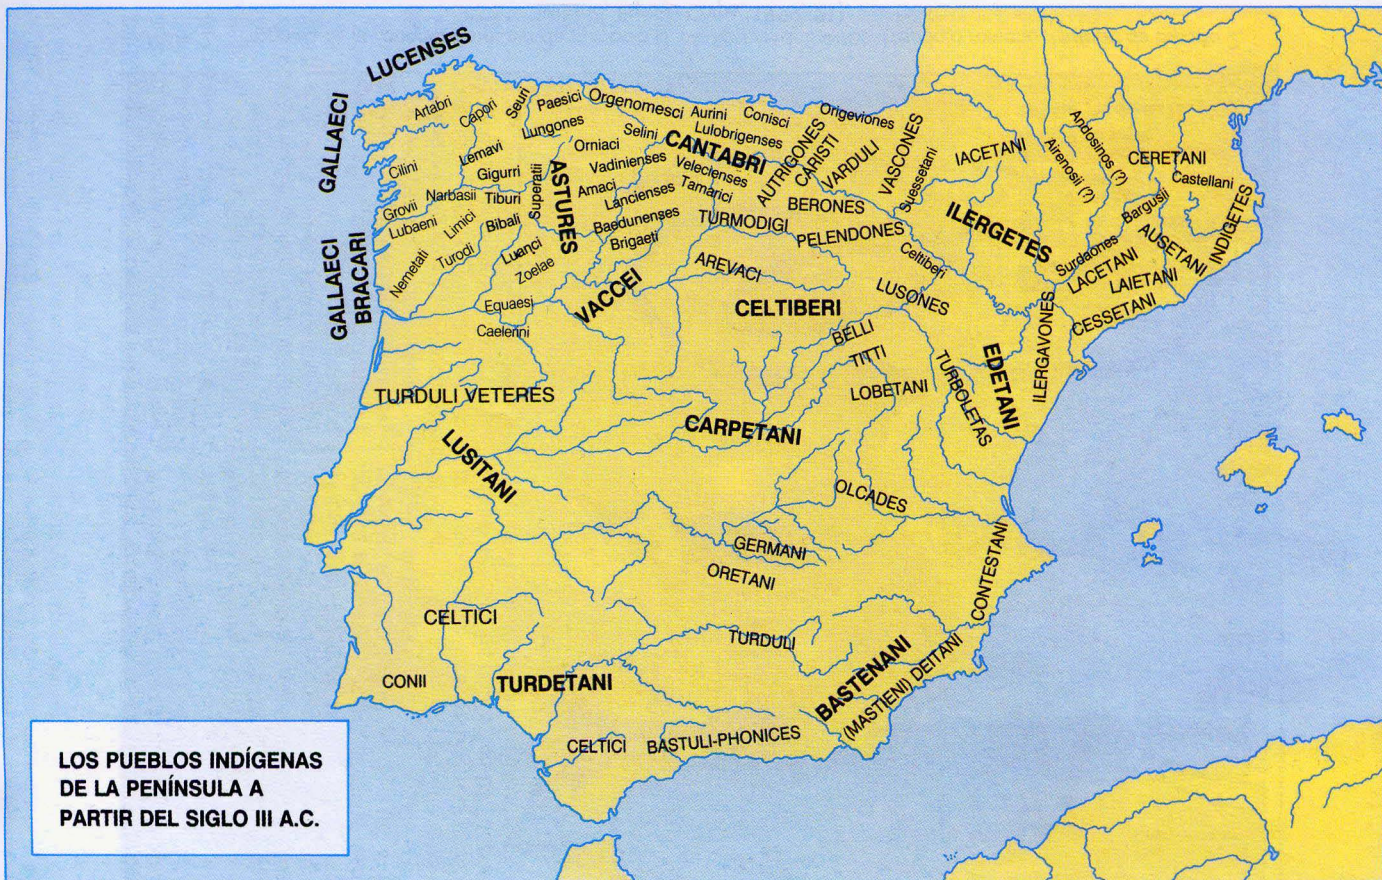 LUCENSES
GALLAECI
GALLAECI
BRACARI
Artabri
Capori
Seuri
Paesici
Orgenomesci
Aurini
Conisci
Origeviones
Lungones
Selini
Lulobrigenses
CANTABRI
AUTRIGONES
CARISTI
VARDULI
VASCONES
Suessetani
IACETANI
Airenosii (?)
Andosinos (?)
CERETANI
Castellani
INDIGETES
Cilini
Lemavi
Gigurri
Superatii
ASTURES
Orniaci
Vadinienses
Velecienses
Amaci
Lancienses
Tamarici
Grovii
Narbasii
Tiburi
Lubaeni
Limici
Bibali
Baedunenses
Brigaeti
TURMODIGI
BERONES
PELENDONES
ILERGETES
Bargusii
AUSETANI
Surdaones
LACETANI
LAIETANI
CESSETANI
Nemetati
Turodi
Luanci
Zoelae
Equaesi
Caelerini
VACCEI
AREVACI
CELTIBERI
Celtiberi
LUSONES
BELLI
TITTI
LOBETANI
TURBOLETAS
EDETANI
ILERGAVONES
TURDULI VETERES
LUSITANI
CARPETANI
OLCADES
GERMANI
ORETANI
CONTESTANI
CELTICI
TURDULI
CONII
TURDETANI
BASTENANI
(MASTIENI) DEITANI
CELTICI
BASTULI-PHONICES
LOS PUEBLOS INDÍGENAS
DE LA PENÍNSULA A
PARTIR DEL SIGLO III A.C.